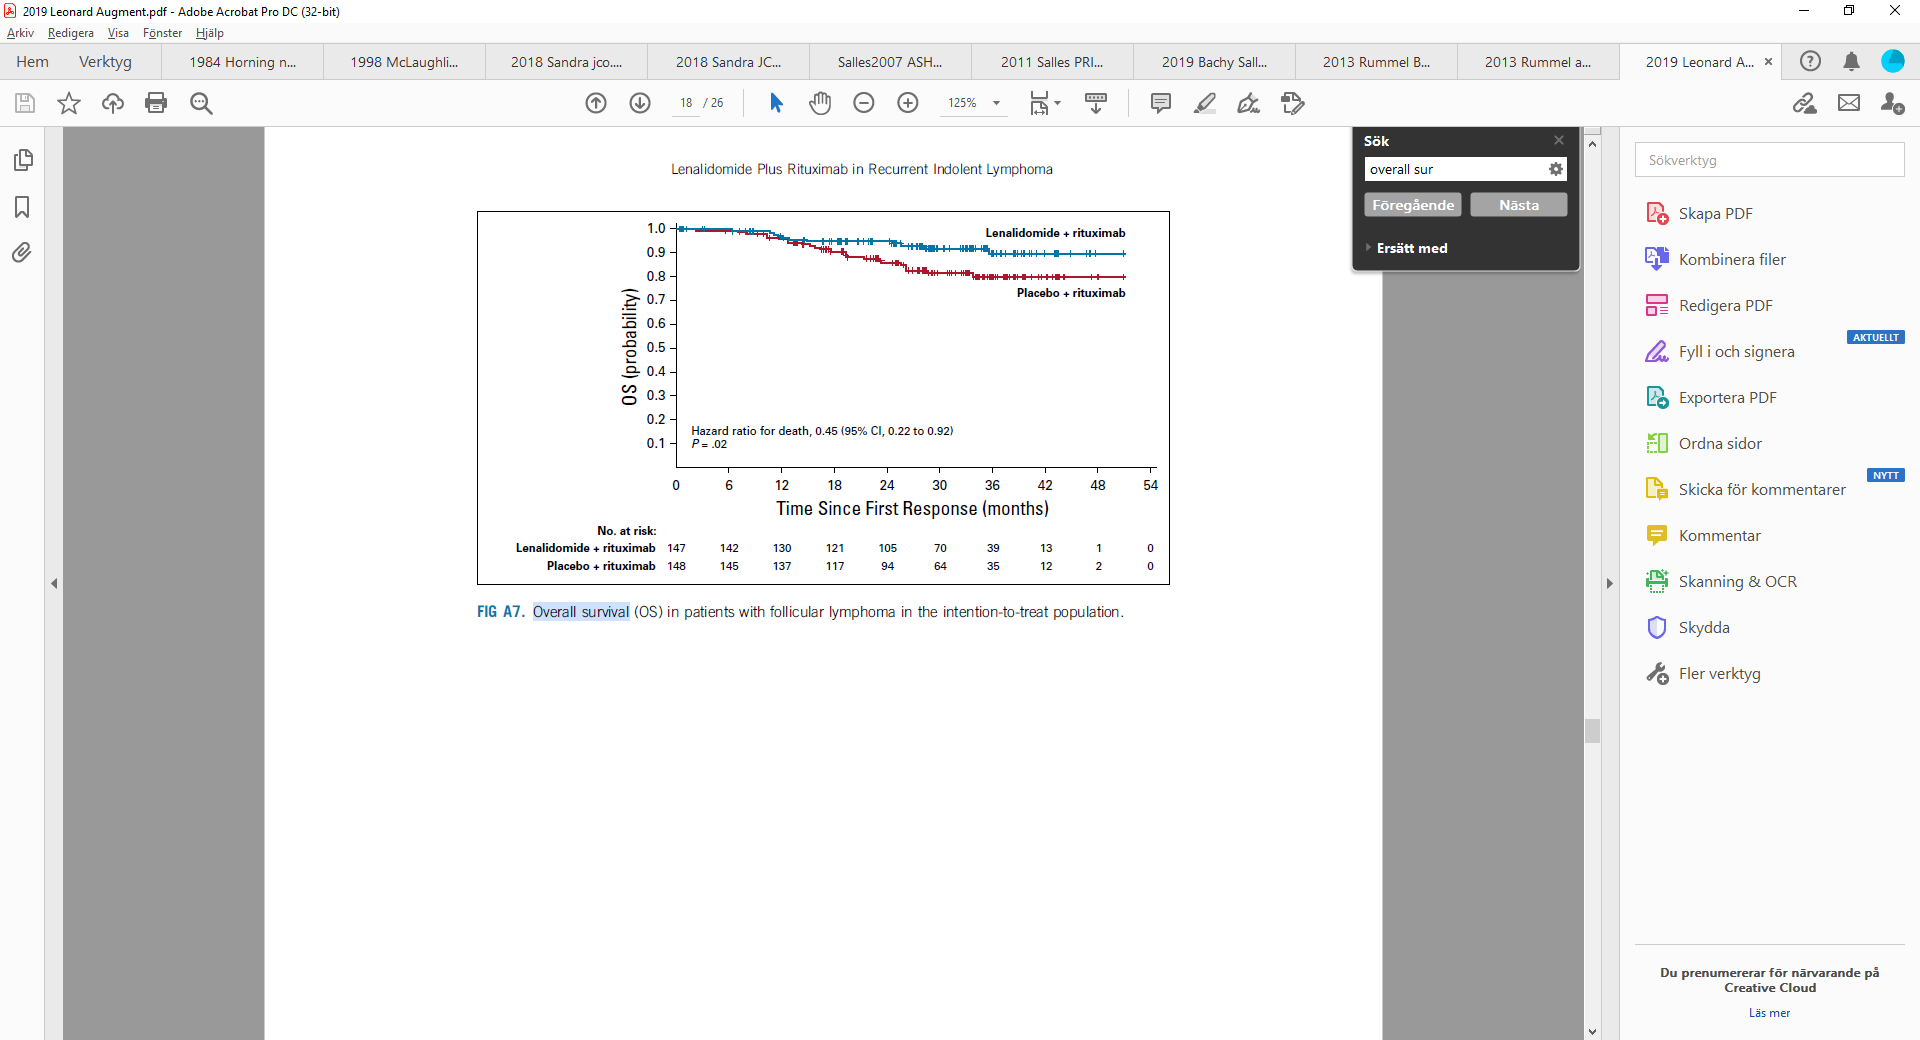 2019 Leonard Augment.pdf - Adobe Acrobat Pro DC (32-bit)
Arkiv Redigera Visa Fönster Hjälp
Hem Verktyg 1984 Horning n... 1998 McLaughli... 2018 Sandra jco.... 2018 Sandra JC... Salles2007 ASH... 2011 Salles PRI... 2019 Bachy Sall... 2013 Rummel B... 2013 Rummel a... 2019 Leonard A...
18 / 26 125%
Sök
overall sur
Föregående Nästa
Ersätt med
Lenalidomide Plus Rituximab in Recurrent Indolent Lymphoma
Lenalidomide + rituximab
Placebo + rituximab
OS (probability)
1.0
0.9
0.8
0.7
0.6
0.5
0.4
0.3
0.2
0.1
Hazard ratio for death, 0.45 (95% CI, 0.22 to 0.92)
P = .02
0 6 12 18 24 30 36 42 48 54
Time Since First Response (months)
No. at risk:
Lenalidomide + rituximab 147 142 130 121 105 70 39 13 1 0
Placebo + rituximab 148 145 137 117 94 64 35 12 2 0
FIG A7. Overall survival (OS) in patients with follicular lymphoma in the intention-to-treat population.
Sökverktyg
Skapa PDF
Kombinera filer
Redigera PDF
AKTUELLT
Fyll i och signera
Exportera PDF
Ordna sidor
NYTT
Skicka för kommentarer
Kommentar
Skanning & OCR
Skydda
Fler verktyg
Du prenumererar för närvarande på
Creative Cloud
Läs mer